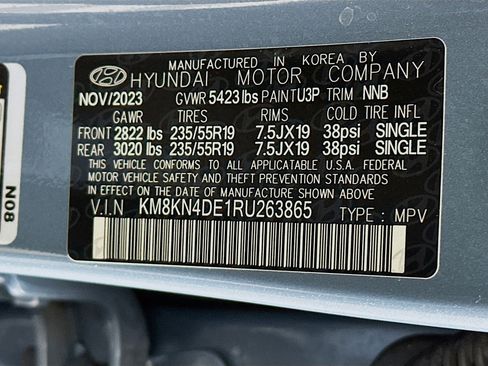 MANUFACTURED IN KOREA BY
HYUNDAI MOTOR COMPANY
NOV/2023 GVWR 5423 lbs PAINT U3P TRIM NNB
GAWR TIRES RIMS COLD TIRE INFL
FRONT 2822 lbs 235/55R19 7.5JX19 38psi SINGLE
REAR 3020 lbs 235/55R19 7.5JX19 38psi SINGLE
THIS VEHICLE CONFORMS TO ALL APPLICATABLE U.S.A. FEDERAL
MOTOR VEHICLE SAFETY AND THEFT PREVENTION STANDARDS
IN EFFECT ON THE DATE OF MANUFACTURE SHOWN ABOVE.
V.I.N KM8KN4DE1RU263865 TYPE : MPV
N08